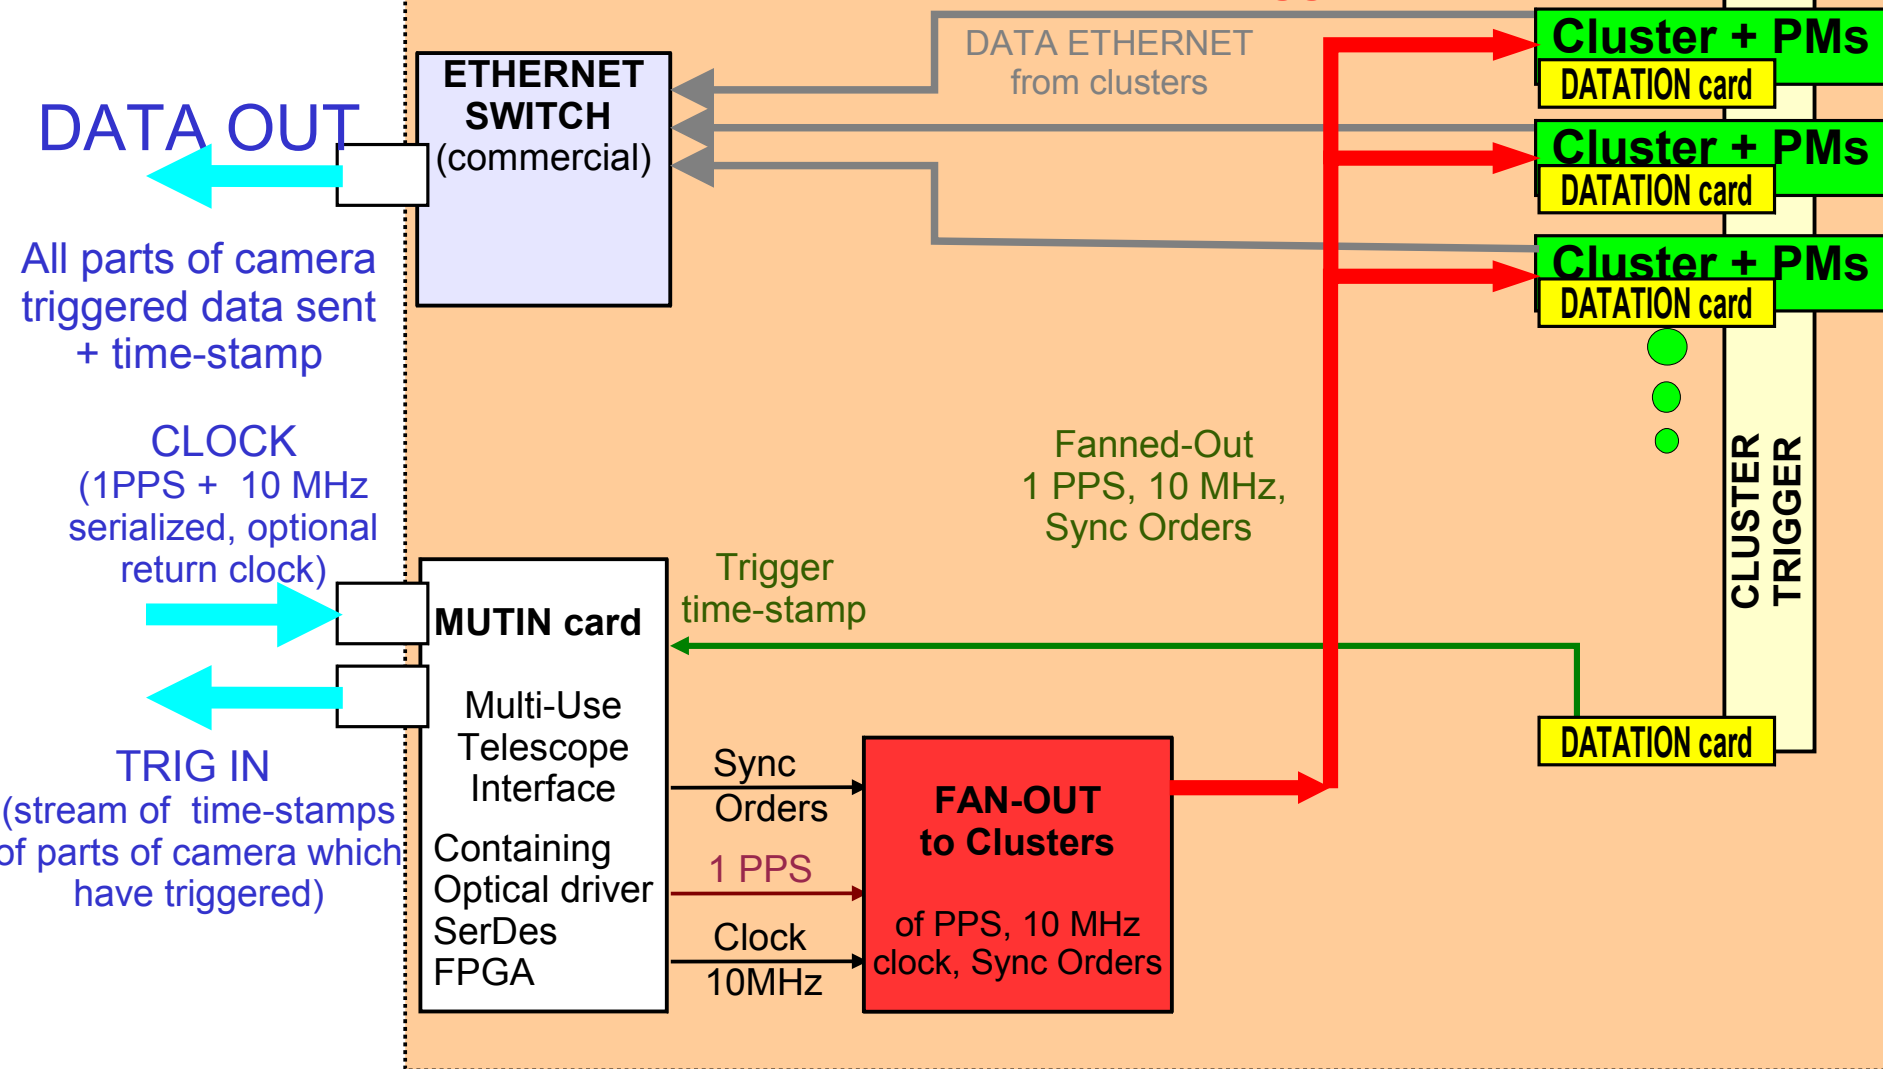 DATA ETHERNET
from clusters
ETHERNET
SWITCH
(commercial)
DATA OUT
All parts of camera
triggered data sent
+ time-stamp
Cluster + PMs
DATATION card
Cluster + PMs
DATATION card
Cluster + PMs
DATATION card
CLUSTER
TRIGGER
DATATION card
CLOCK
(1PPS + 10 MHz
serialized, optional
return clock)
Fanned-Out
1 PPS, 10 MHz,
Sync Orders
Trigger
time-stamp
MUTIN card
Multi-Use
Telescope
Interface
Containing
Optical driver
SerDes
FPGA
TRIG IN
(stream of time-stamps
of parts of camera which
have triggered)
Sync
Orders
1 PPS
Clock
10MHz
FAN-OUT
to Clusters
of PPS, 10 MHz
clock, Sync Orders